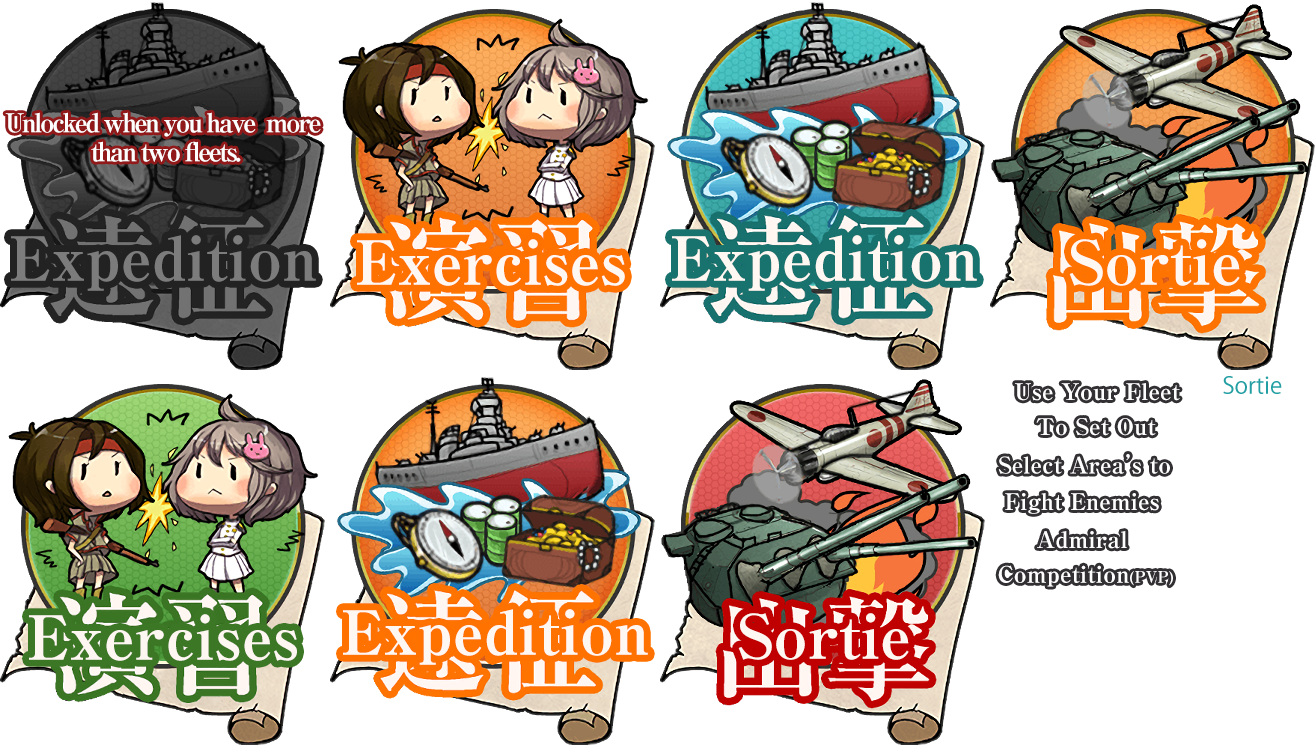 Unlocked when you have more
than two fleets.
遠征
Expedition
演習
Exercises
遠征
Expedition
出撃
Sortie
演習
Exercises
遠征
Expedition
出撃
Sortie
Sortie
Use Your Fleet
To Set Out
Select Area's to
Fight Enemies
Admiral
Competition(PVP)